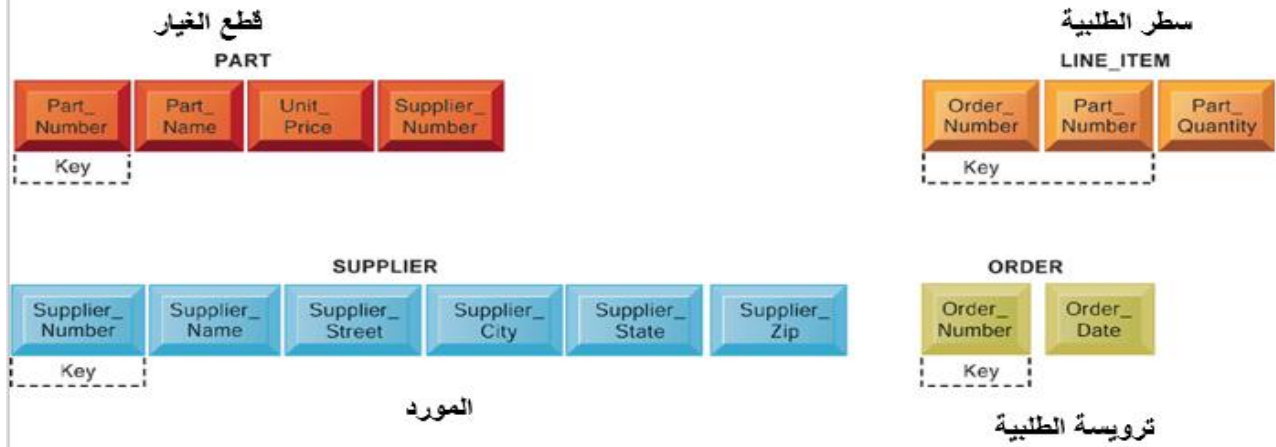 قطع الغيار
PART
Part_
Number
Part_
Name
Unit_
Price
Supplier_
Number
Key
سطر الطلبية
LINE_ITEM
Order_
Number
Part_
Number
Part_
Quantity
Key
SUPPLIER
Supplier_
Number
Supplier_
Name
Supplier_
Street
Supplier_
City
Supplier_
State
Supplier_
Zip
Key
المورد
ORDER
Order_
Number
Order_
Date
Key
ترويسة الطلبية